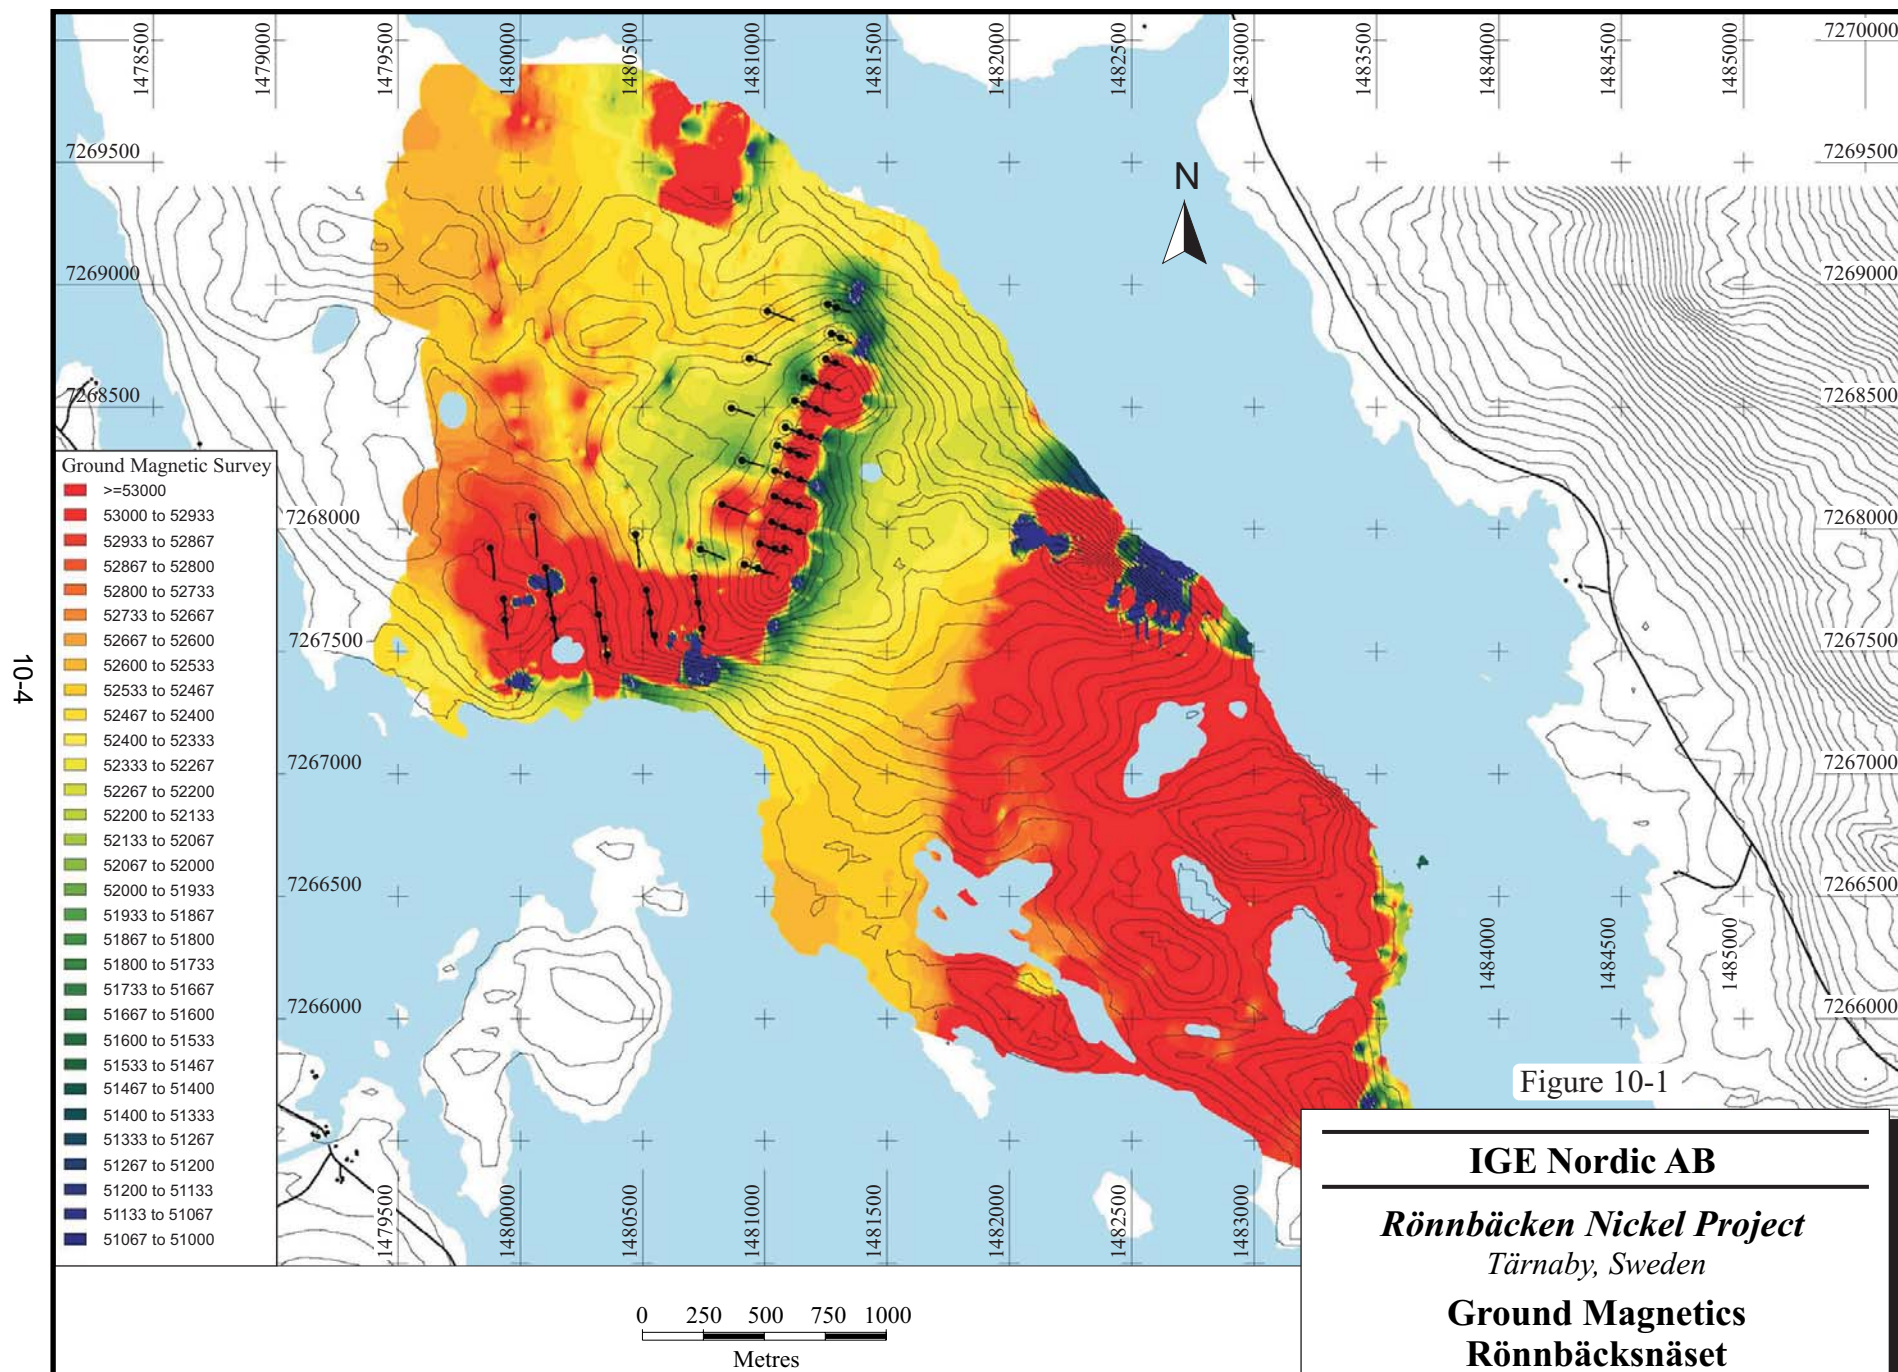 1478500
1479000
1479500
1480000
1480500
1481000
1481500
1482000
1482500
1483000
1483500
1484000
1484500
1485000
7270000
7269500
7269500
N
7269000
7269000
7268500
7268500
Ground Magnetic Survey
>=53000
53000 to 52933
52933 to 52867
52867 to 52800
52800 to 52733
52733 to 52667
52667 to 52600
52600 to 52533
52533 to 52467
52467 to 52400
52400 to 52333
52333 to 52267
52267 to 52200
52200 to 52133
52133 to 52067
52067 to 52000
52000 to 51933
51933 to 51867
51867 to 51800
51800 to 51733
51733 to 51667
51667 to 51600
51600 to 51533
51533 to 51467
51467 to 51400
51400 to 51333
51333 to 51267
51267 to 51200
51200 to 51133
51133 to 51067
51067 to 51000
7268000
7268000
7267500
7267500
7267000
7267000
7266500
7266500
7266000
7266000
1484000
1484500
1485000
1479500
1480000
1480500
1481000
1481500
1482000
1482500
1483000
10-4
Figure 10-1
IGE Nordic AB
Rönnbäcken Nickel Project
Tärnaby, Sweden
Ground Magnetics
Rönnbäcksnäset
0 250 500 750 1000
Metres